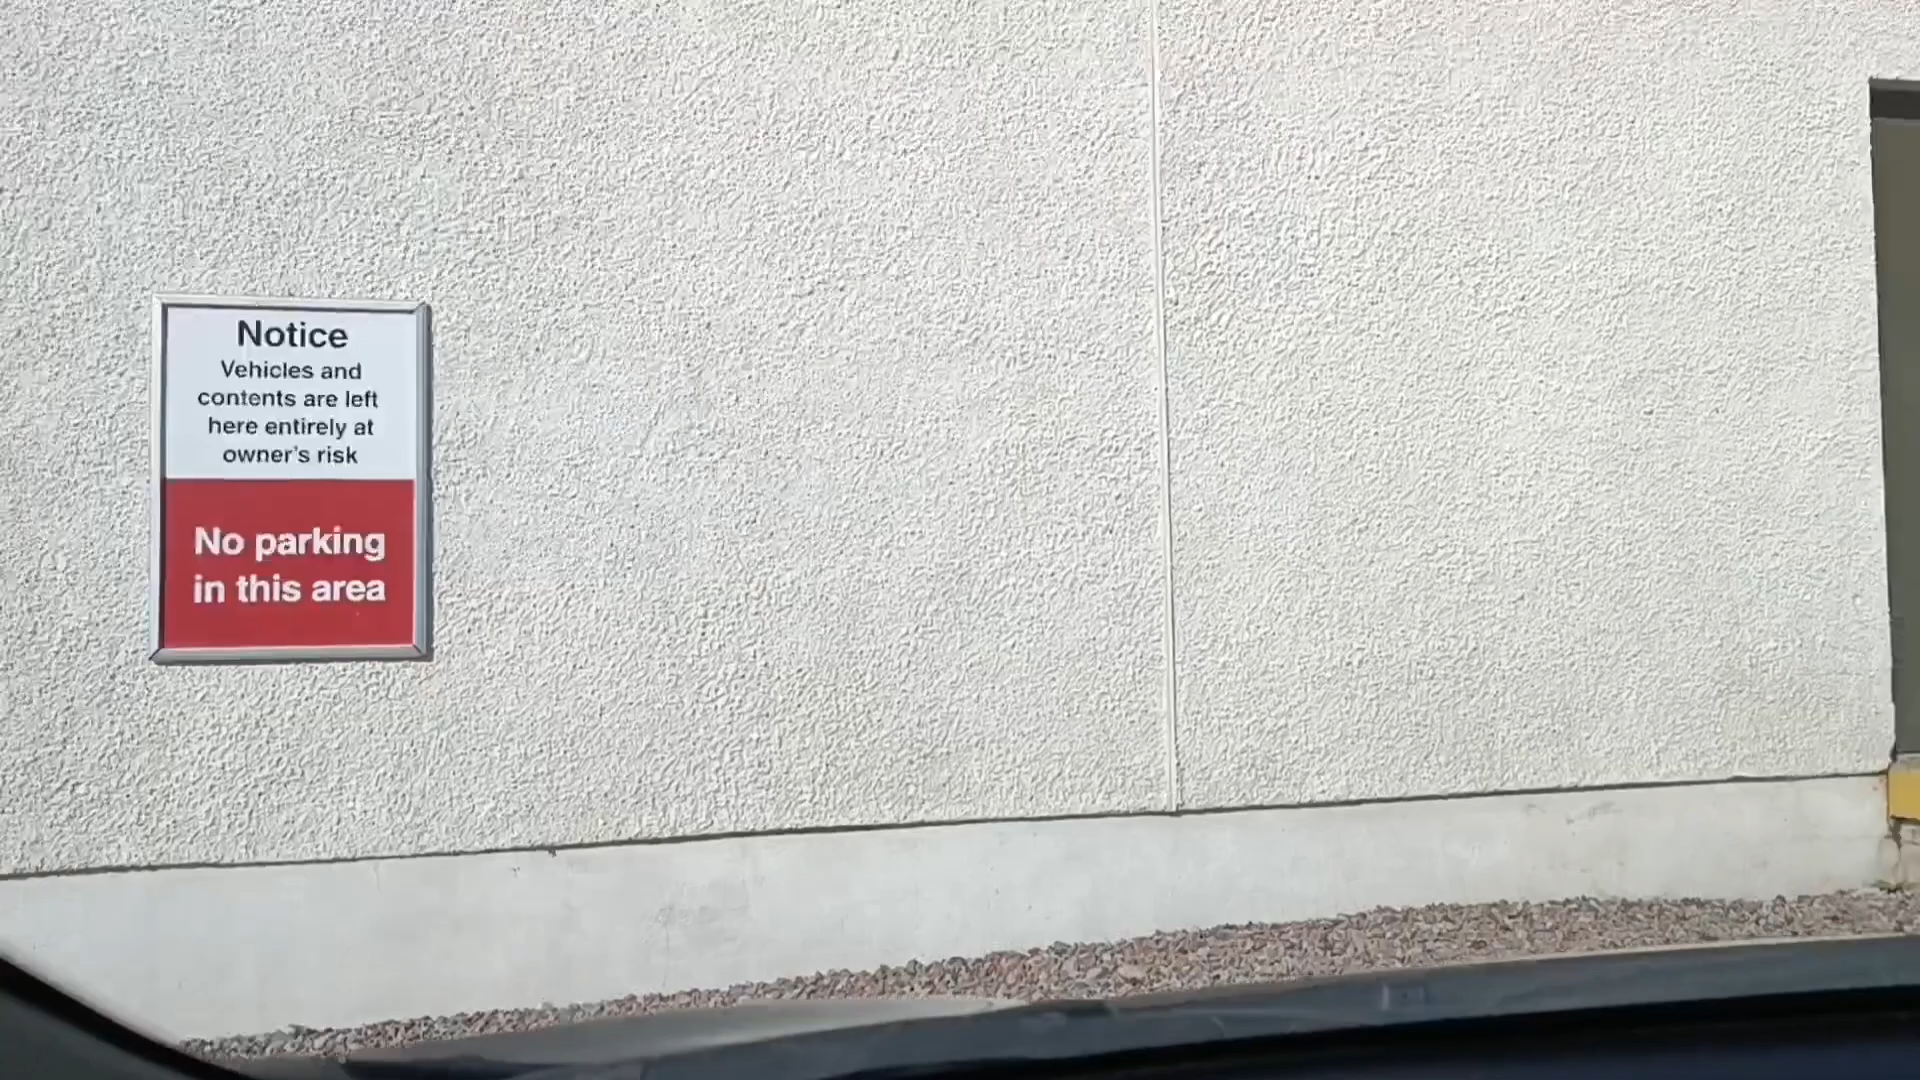 Notice
Vehicles and
contents are left
here entirely at
owner's risk
No parking
in this area